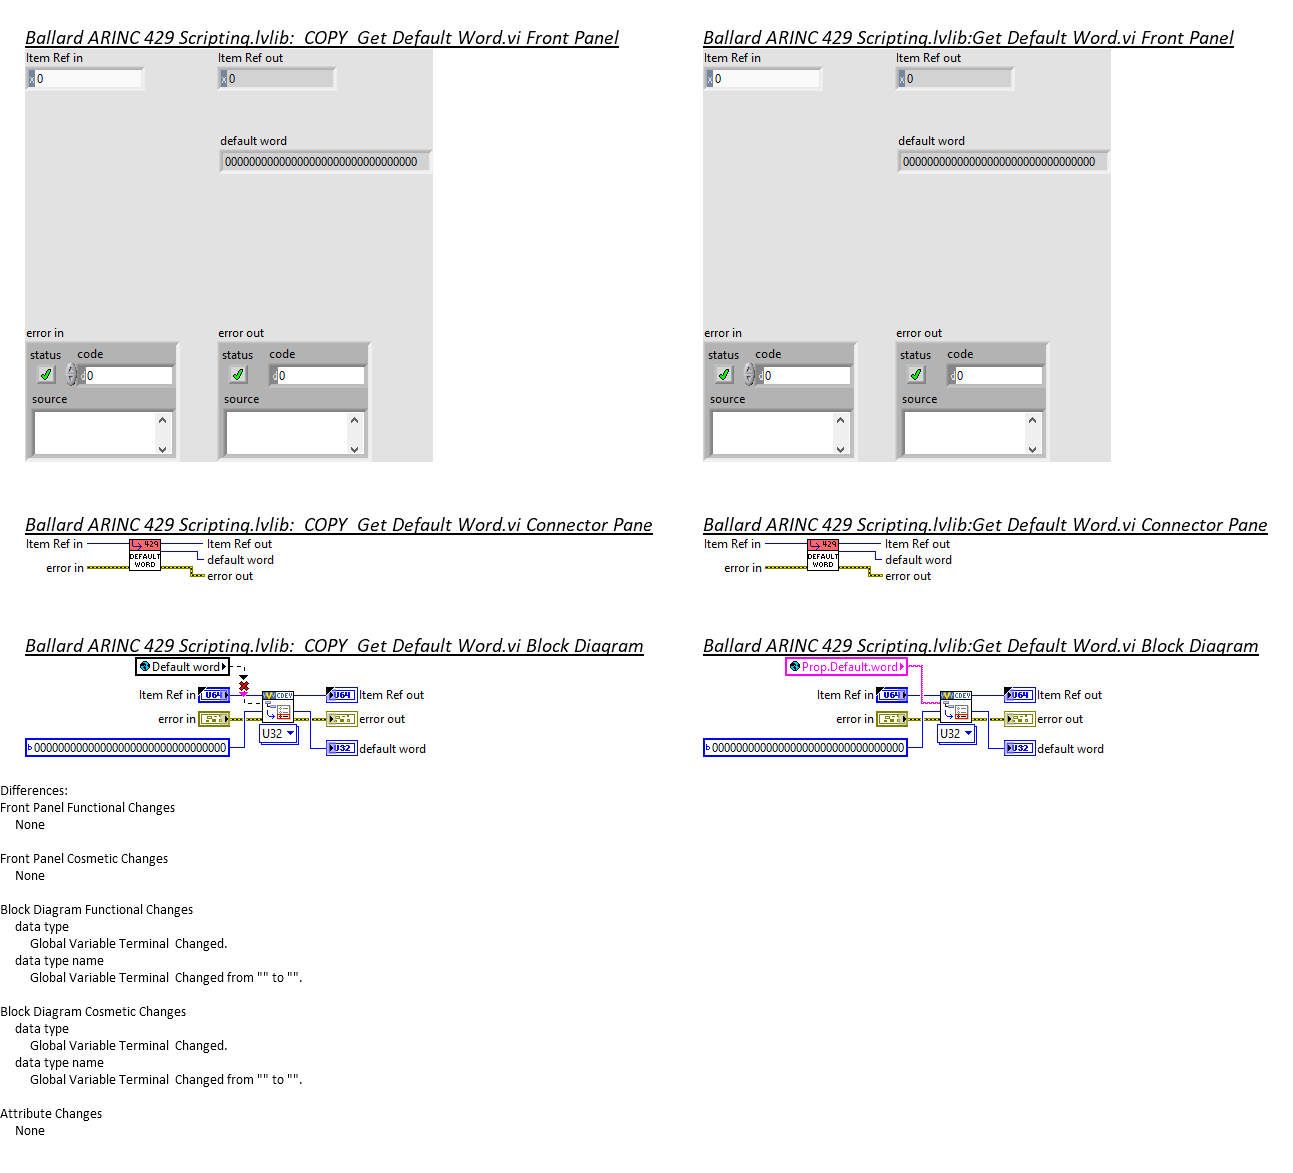 Ballard ARINC 429 Scripting.lvlib:  COPY  Get Default Word.vi Front Panel
Item Ref in
Item Ref out
x 0
x 0
default word
00000000000000000000000000000000
error in
error out
status
code
status
code
d 0
d 0
source
source
Ballard ARINC 429 Scripting.lvlib:Get Default Word.vi Front Panel
Item Ref in
Item Ref out
x 0
x 0
default word
00000000000000000000000000000000
error in
error out
status
code
status
code
d 0
d 0
source
source
Ballard ARINC 429 Scripting.lvlib:  COPY  Get Default Word.vi Connector Pane
Item Ref in
429
Item Ref out
DEFAULT
default word
error in
WORD
error out
Ballard ARINC 429 Scripting.lvlib:Get Default Word.vi Connector Pane
Item Ref in
429
Item Ref out
DEFAULT
default word
error in
WORD
error out
Ballard ARINC 429 Scripting.lvlib:  COPY  Get Default Word.vi Block Diagram
Default word
Item Ref in
U64
CDEV
U64
Item Ref out
error in
error out
U32
b 00000000000000000000000000000000
U32
default word
Ballard ARINC 429 Scripting.lvlib:Get Default Word.vi Block Diagram
Prop.Default.word
Item Ref in
U64
CDEV
U64
Item Ref out
error in
error out
U32
b 00000000000000000000000000000000
U32
default word
Differences:
Front Panel Functional Changes
None
Front Panel Cosmetic Changes
None
Block Diagram Functional Changes
data type
Global Variable Terminal  Changed.
data type name
Global Variable Terminal  Changed from "" to "".
Block Diagram Cosmetic Changes
data type
Global Variable Terminal  Changed.
data type name
Global Variable Terminal  Changed from "" to "".
Attribute Changes
None